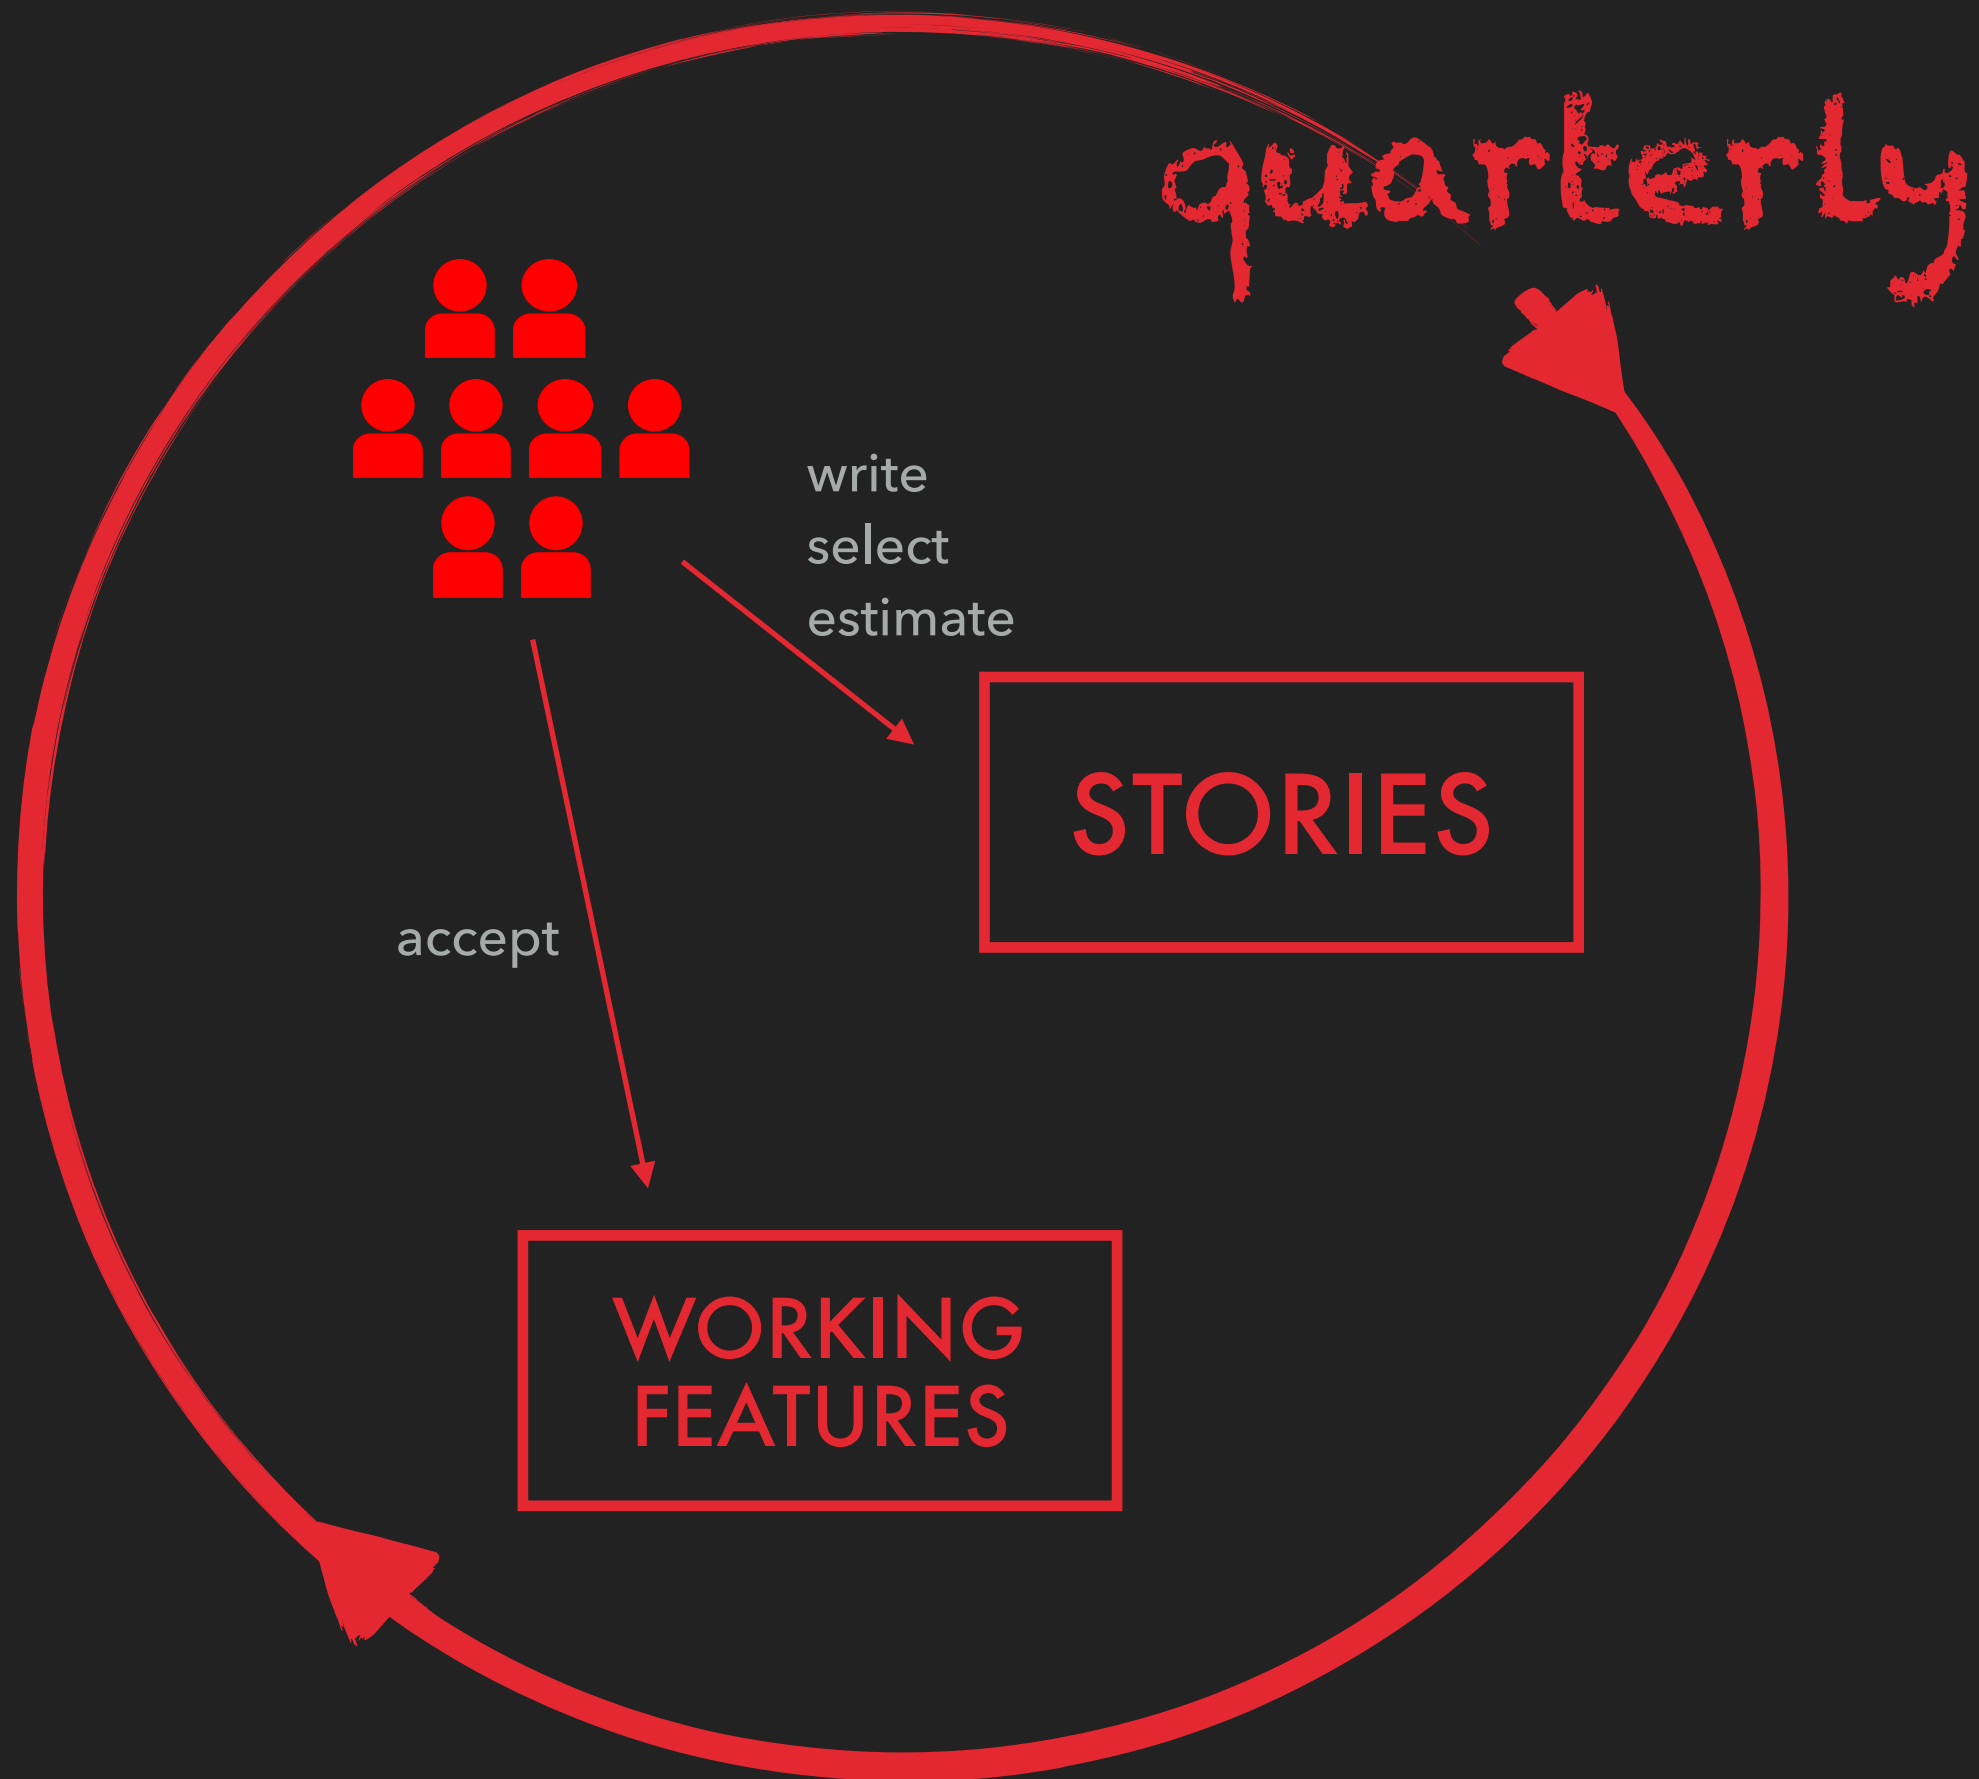 quarterly
write
select
estimate
STORIES
accept
WORKING
FEATURES